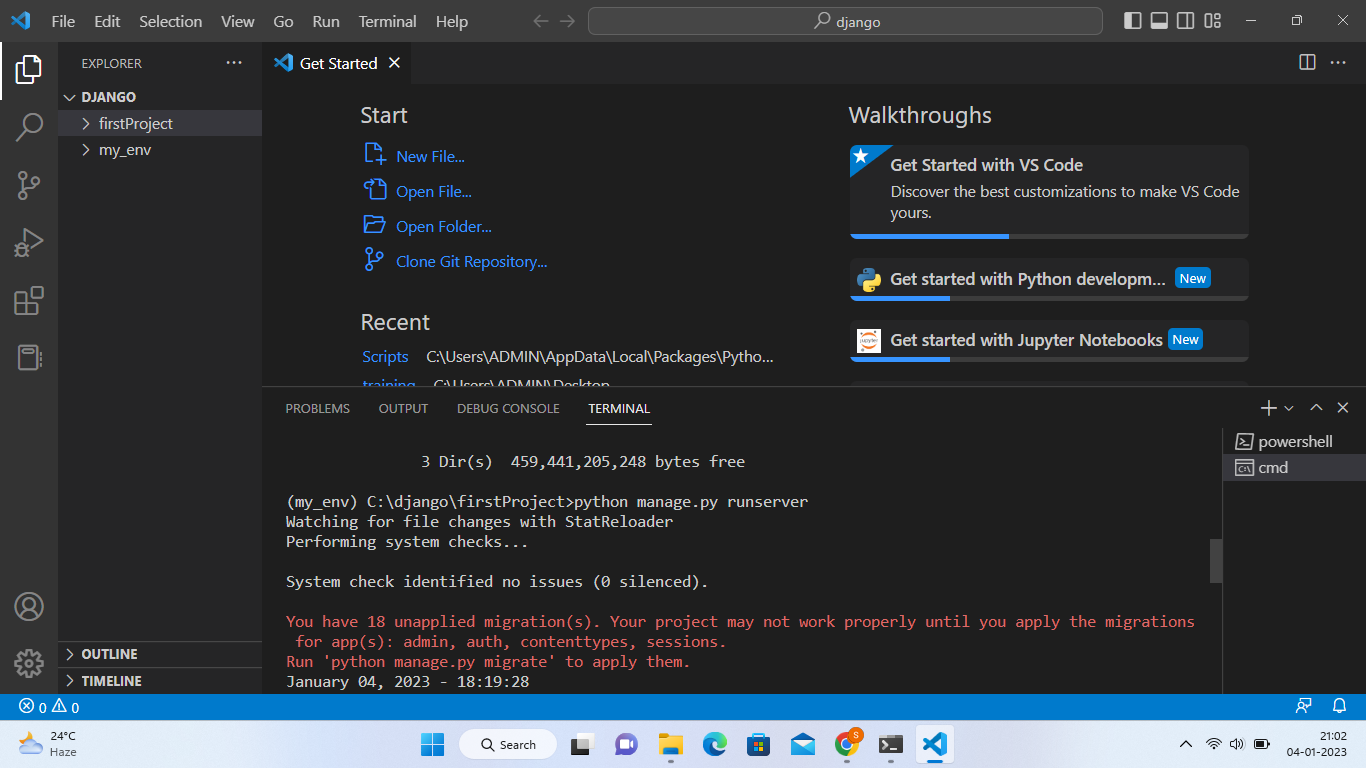 File Edit Selection View Go Run Terminal Help
django
EXPLORER
DJANGO
firstProject
my_env
OUTLINE
TIMELINE
Get Started
Start
New File...
Open File...
Open Folder...
Clone Git Repository...
Recent
Scripts C:\Users\ADMIN\AppData\Local\Packages\Pytho...
training C:\Users\ADMIN\Desktop
Walkthroughs
Get Started with VS Code
Discover the best customizations to make VS Code
yours.
Get started with Python developm... New
Get started with Jupyter Notebooks New
PROBLEMS OUTPUT DEBUG CONSOLE TERMINAL
3 Dir(s)  459,441,205,248 bytes free
(my_env) C:\django\firstProject>python manage.py runserver
Watching for file changes with StatReloader
Performing system checks...
System check identified no issues (0 silenced).
You have 18 unapplied migration(s). Your project may not work properly until you apply the migrations
for app(s): admin, auth, contenttypes, sessions.
Run 'python manage.py migrate' to apply them.
January 04, 2023 - 18:19:28
powershell
cmd
0 0
24°C
Haze
Search
S
21:02
04-01-2023